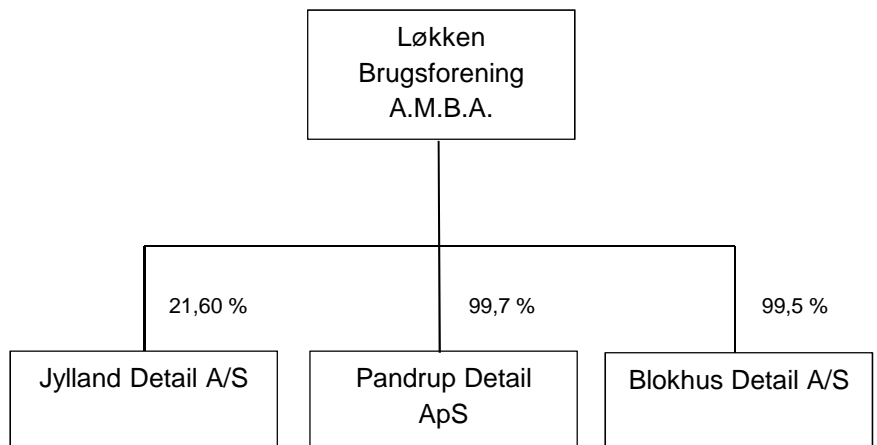 Løkken
Brugsforening
A.M.B.A.
21,60 %
99,7 %
99,5 %
Jylland Detail A/S
Pandrup Detail
ApS
Blokhus Detail A/S